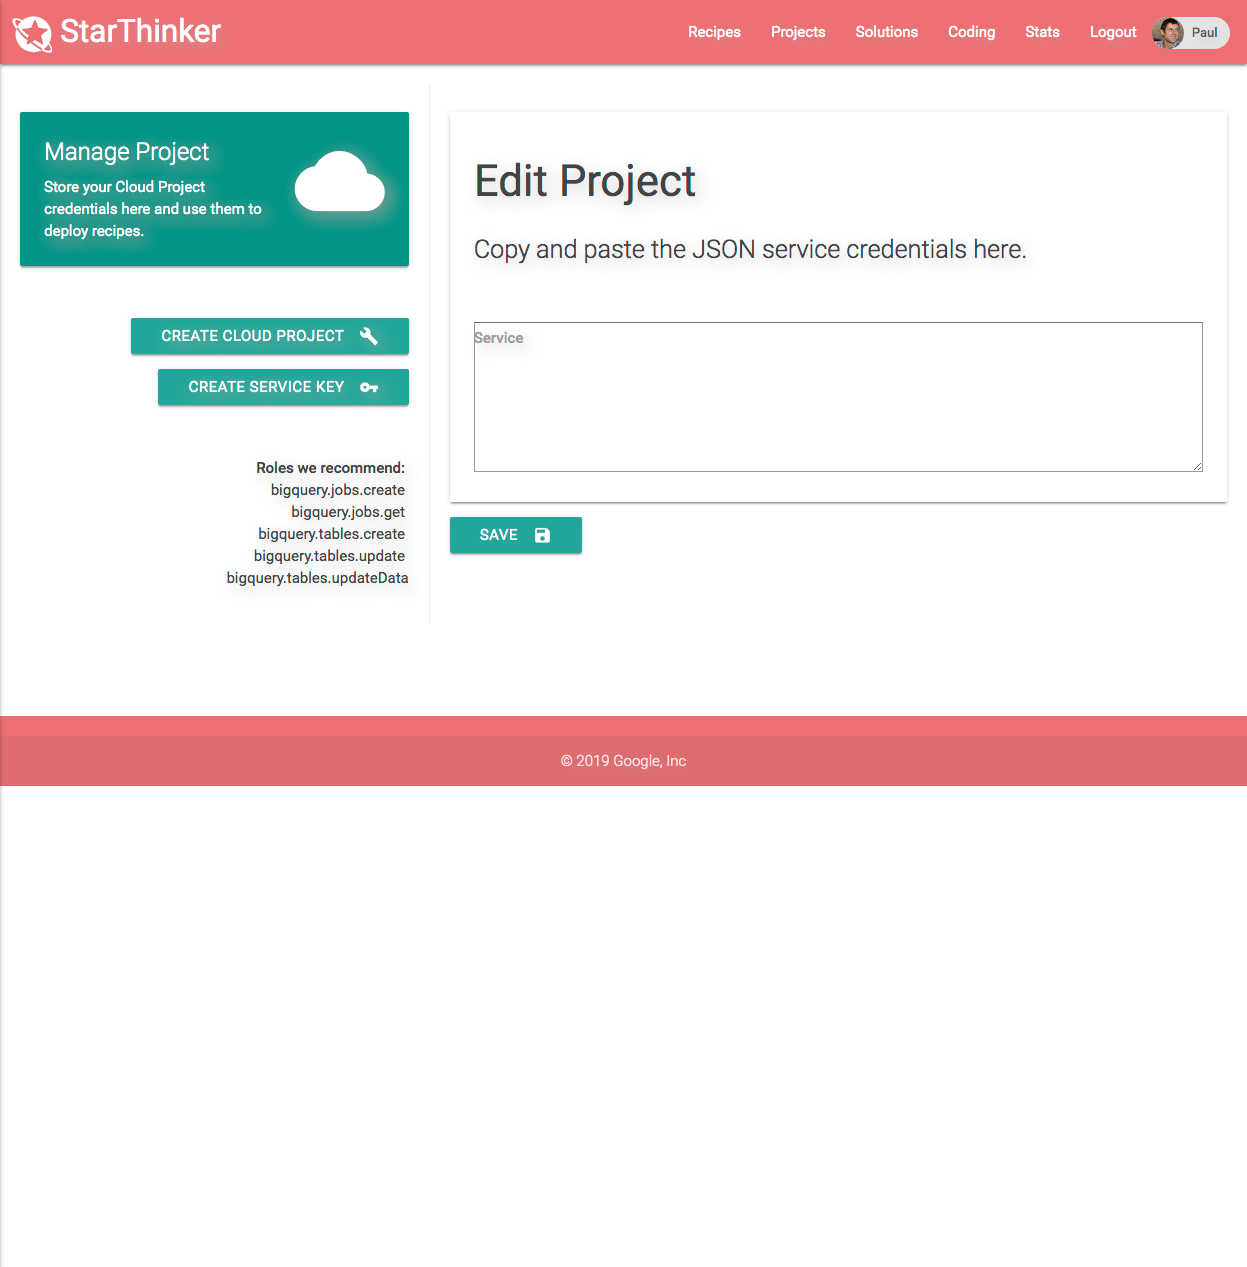 StarThinker
Recipes
Projects
Solutions
Coding
Stats
Logout
Paul
Manage Project
Store your Cloud Project
credentials here and use them to
deploy recipes.
CREATE CLOUD PROJECT
CREATE SERVICE KEY
Roles we recommend:
bigquery.jobs.create
bigquery.jobs.get
bigquery.tables.create
bigquery.tables.update
bigquery.tables.updateData
Edit Project
Copy and paste the JSON service credentials here.
Service
SAVE
© 2019 Google, Inc